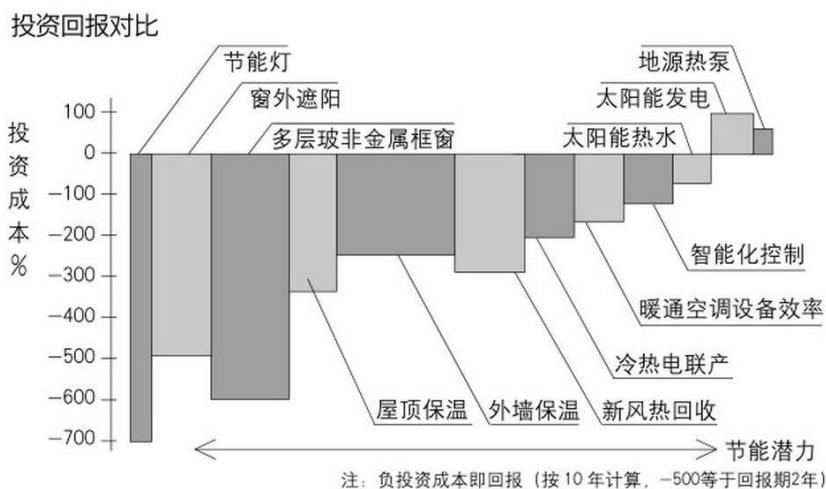 投资回报对比
节能灯
地源热泵
窗外遮阳
太阳能发电
多层玻非金属框窗
太阳能热水
投资成本%
100
0
-100
-200
-300
-400
-500
-600
-700
智能化控制
暖通空调设备效率
冷热电联产
屋顶保温
外墙保温
新风热回收
节能潜力
注：负投资成本即回报（按10年计算，-500等于回报期2年）